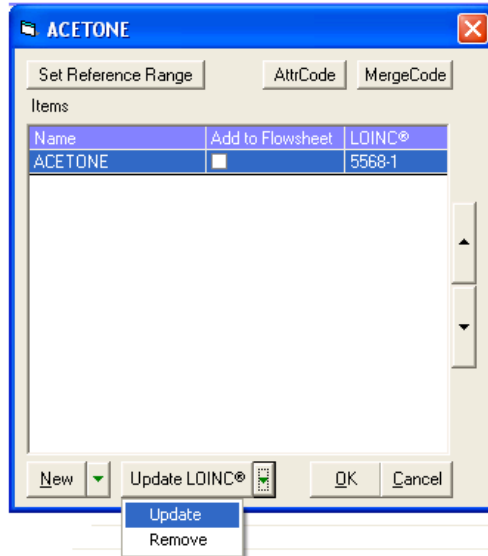 ACETONE
Set Reference Range AttrCode MergeCode
Items
Name Add to Flowsheet LOINC®
ACETONE 5568-1
New Update LOINC® OK Cancel
Update
Remove